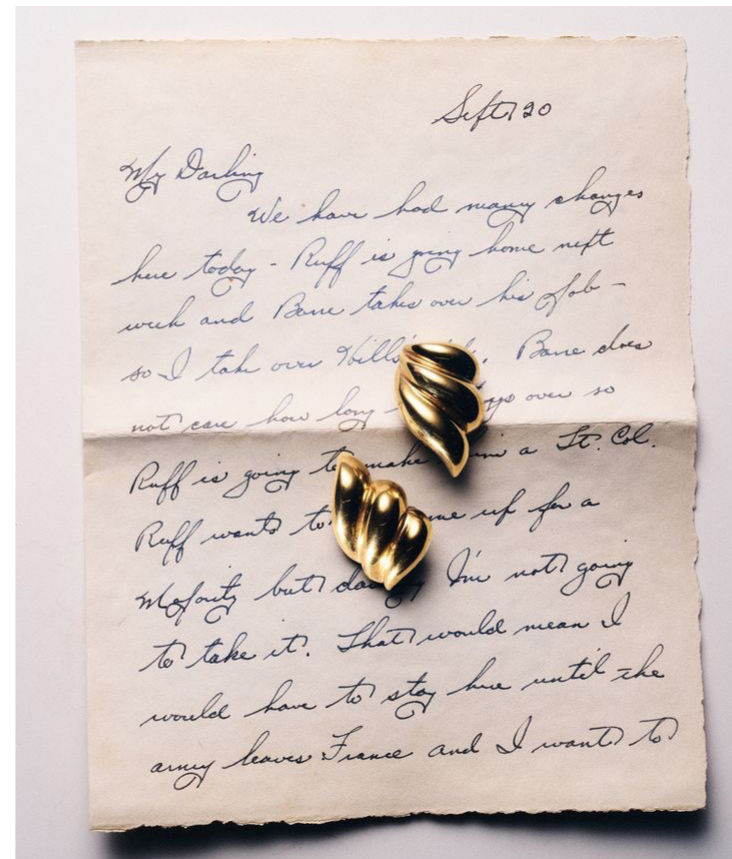 Sept 20
My Darling
We have had many changes
here today - Ruff is going home next
week and Bane takes over his job -
so I take over Bane does
not care how long over so
Ruff is going to make a Lt. Col.
Ruff wants to me up for a
Majority but I'm not going
to take it. That would mean I
would have to stay here until the
army leaves France and I want to